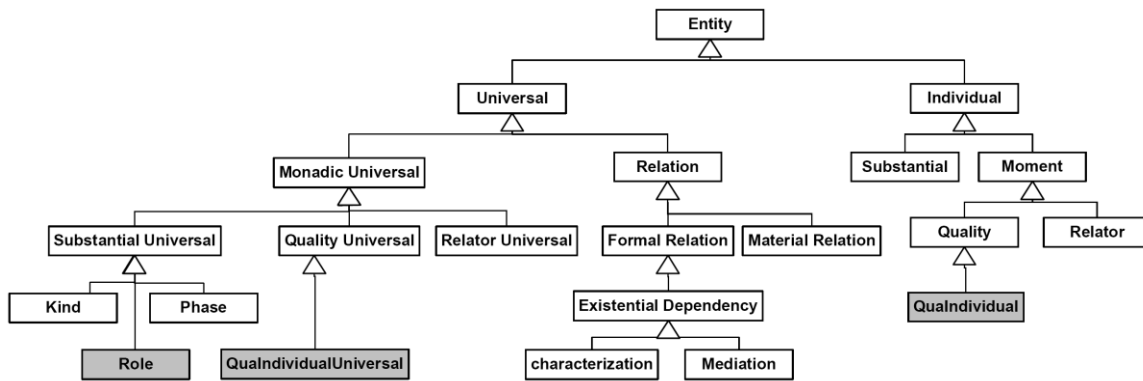 Entity
Universal
Individual
Monadic Universal
Relation
Substantial
Moment
Substantial Universal
Quality Universal
Relator Universal
Formal Relation
Material Relation
Quality
Relator
Kind
Phase
Existential Dependency
QuaIndividual
Role
QuaIndividualUniversal
characterization
Mediation